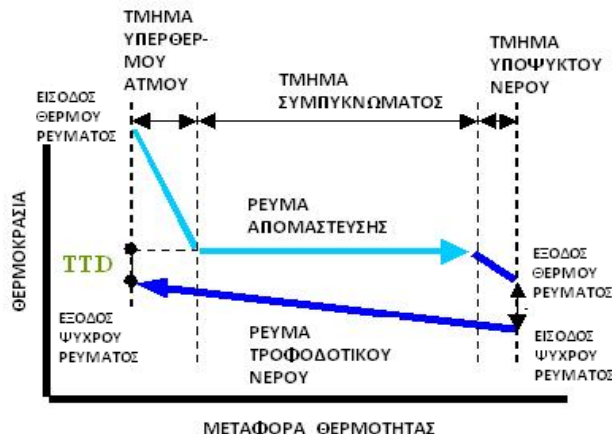 ΤΜΗΜΑ
ΥΠΕΡΘΕΡ-
ΜΟΥ
ΑΤΜΟΥ
ΤΜΗΜΑ
ΣΥΜΠΥΚΝΩΜΑΤΟΣ
ΤΜΗΜΑ
ΥΠΟΨΥΚΤΟΥ
ΝΕΡΟΥ
ΕΙΣΟΔΟΣ
ΘΕΡΜΟΥ
ΡΕΥΜΑΤΟΣ
ΘΕΡΜΟΚΡΑΣΙΑ
ΡΕΥΜΑ
ΑΠΟΜΑΣΤΕΥΣΗΣ
TTD
ΕΞΟΔΟΣ
ΘΕΡΜΟΥ
ΡΕΥΜΑΤΟΣ
ΕΞΟΔΟΣ
ΨΥΧΡΟΥ
ΡΕΥΜΑΤΟΣ
ΡΕΥΜΑ
ΤΡΟΦΟΔΟΤΙΚΟΥ
ΝΕΡΟΥ
ΕΙΣΟΔΟΣ
ΨΥΧΡΟΥ
ΡΕΥΜΑΤΟΣ
ΜΕΤΑΦΟΡΑ ΘΕΡΜΟΤΗΤΑΣ